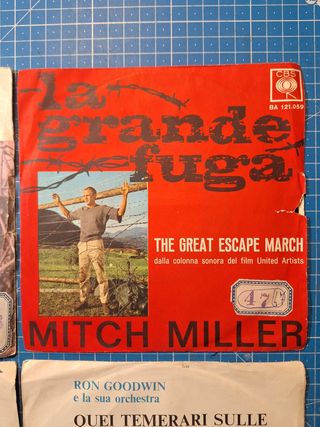 CBS
BA 121.059
la
grande
fuga
THE GREAT ESCAPE MARCH
dalla colonna sonora del film United Artists
475
MITCH MILLER
RON GOODWIN
e la sua orchestra
QUEI TEMERARI SULLE